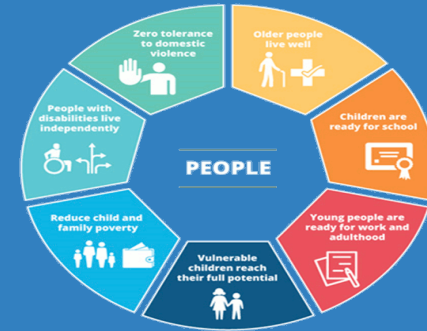 Zero tolerance
to domestic
violence
Older people
live well
People with
disabilities live
independently
Children are
ready for school
PEOPLE
Reduce child and
family poverty
Young people are
ready for work and
adulthood
Vulnerable
children reach
their full potential